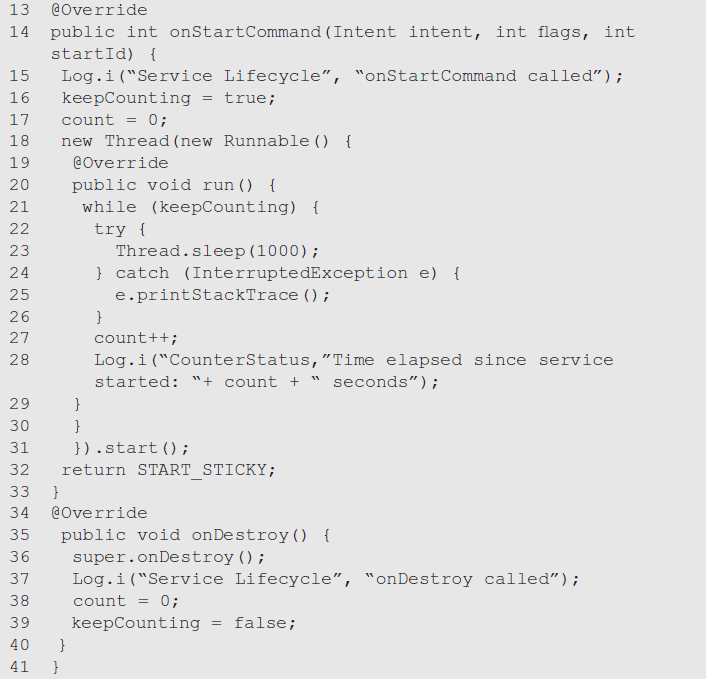 13 @Override
14 public int onStartCommand(Intent intent, int flags, int
startId) {
15 Log.i(“Service Lifecycle”, “onStartCommand called”);
16 keepCounting = true;
17 count = 0;
18 new Thread(new Runnable() {
19 @Override
20 public void run() {
21 while (keepCounting) {
22 try {
23 Thread.sleep(1000);
24 } catch (InterruptedException e) {
25 e.printStackTrace();
26 }
27 count++;
28 Log.i(“CounterStatus,”Time elapsed since service
started: “+ count + “ seconds”);
29 }
30 }
31 }).start();
32 return START_STICKY;
33 }
34 @Override
35 public void onDestroy() {
36 super.onDestroy();
37 Log.i(“Service Lifecycle”, “onDestroy called”);
38 count = 0;
39 keepCounting = false;
40 }
41 }